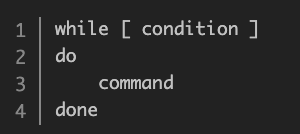 1 while [ condition ]
2 do
3     command
4 done